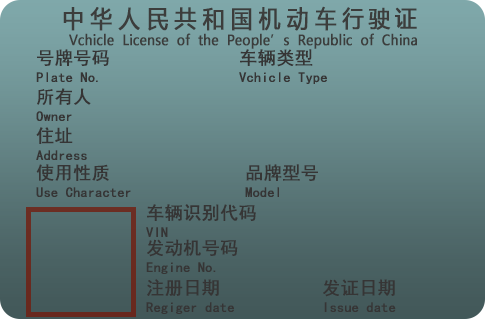 中华人民共和国机动车行驶证
Vchicle License of the People’s Republic of China
号牌号码 车辆类型
Plate No. Vchicle Type
所有人
Owner
住址
Address
使用性质 品牌型号
Use Character Model
车辆识别代码
VIN
发动机号码
Engine No.
注册日期 发证日期
Regiger date Issue date